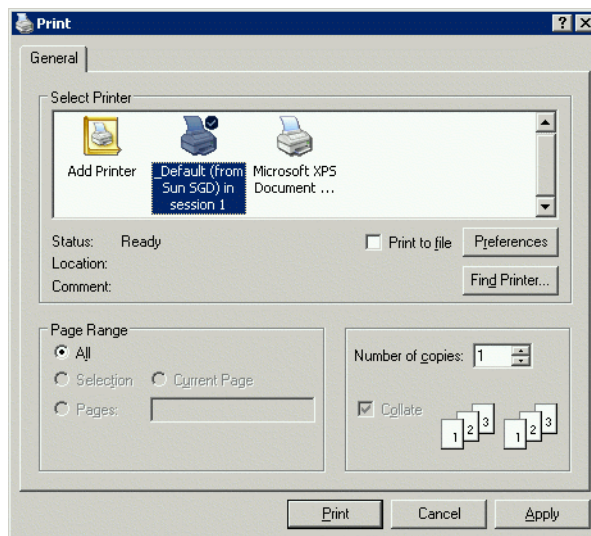 Print
General
Select Printer
Add Printer
_Default (from
Sun SGD) in
session 1
Microsoft XPS
Document ...
Status: Ready
Print to file
Preferences
Location:
Comment:
Find Printer...
Page Range
All
Selection
Current Page
Pages:
Number of copies: 1
Collate
1 2 3 1 2 3
Print
Cancel
Apply